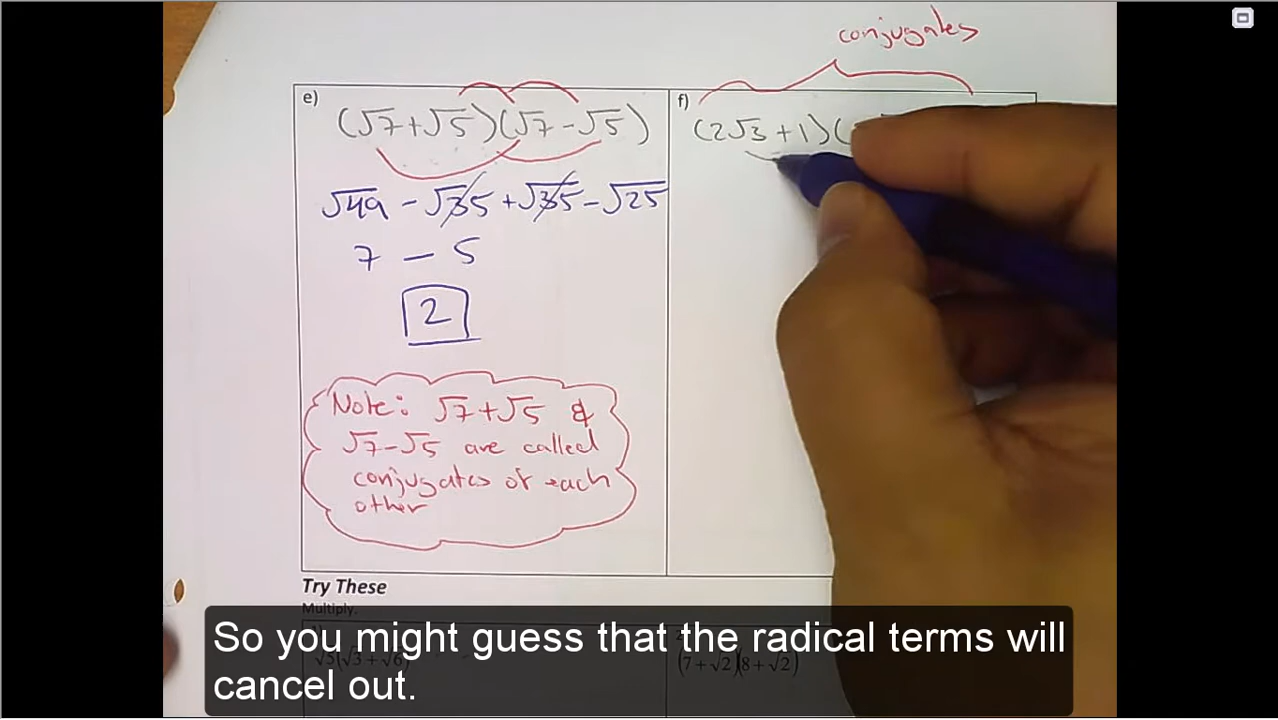 conjugates
e)
(√7+√5)(√7-√5)
√49 - √35 + √35 - √25
7 - 5
2
Note: √7+√5 &
√7-√5 are called
conjugates of each
other
f)
(2√3+1)(
Try These
Multiply.
√5(√3+√6)
(7+√2)(8+√2)
So you might guess that the radical terms will
cancel out.